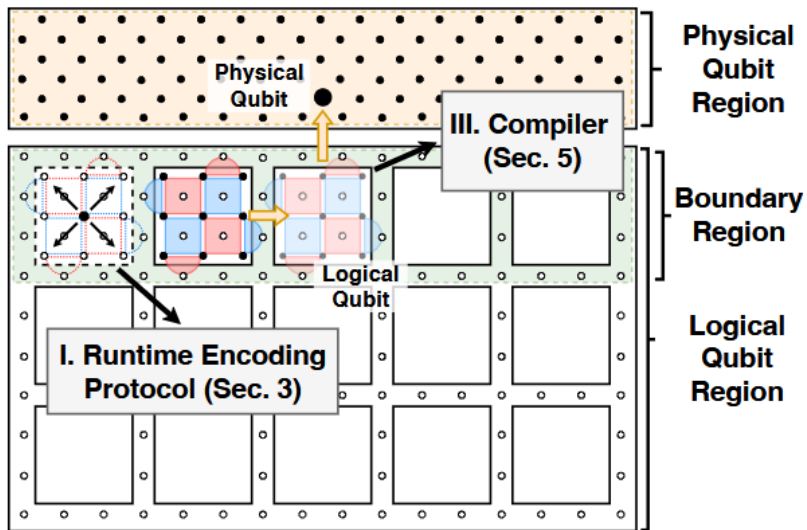 Physical
Qubit
Region
Physical
Qubit
III. Compiler
(Sec. 5)
Boundary
Region
Logical
Qubit
I. Runtime Encoding
Protocol (Sec. 3)
Logical
Qubit
Region